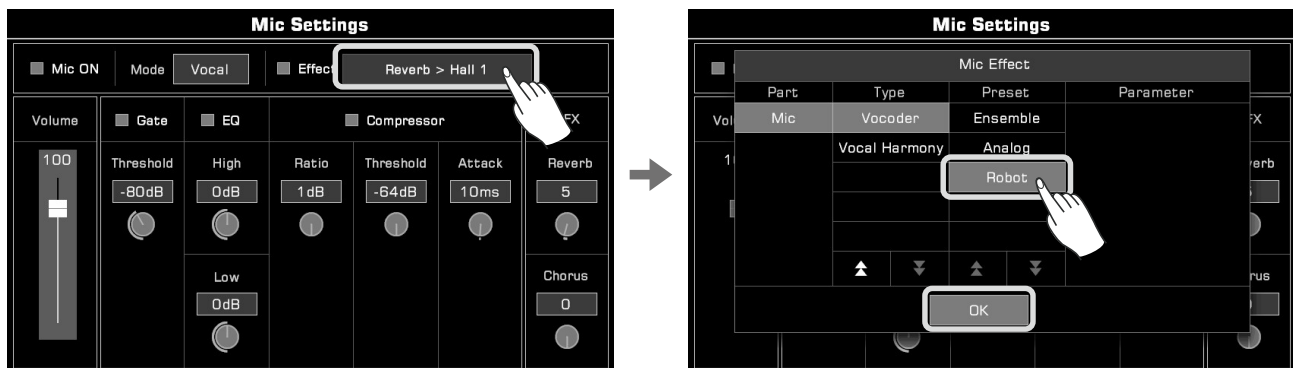 Mic Settings
Mic ON Mode Vocal Effect Reverb > Hall 1
Volume Gate EQ Compressor FX
100 Threshold High Ratio Threshold Attack Reverb
-80dB 0dB 1dB -64dB 10ms 5
Low Chorus
0dB 0
Mic Settings
Mic Effect
Part Type Preset Parameter
Mic Vocoder Ensemble
Vocal Harmony Analog
Robot
OK